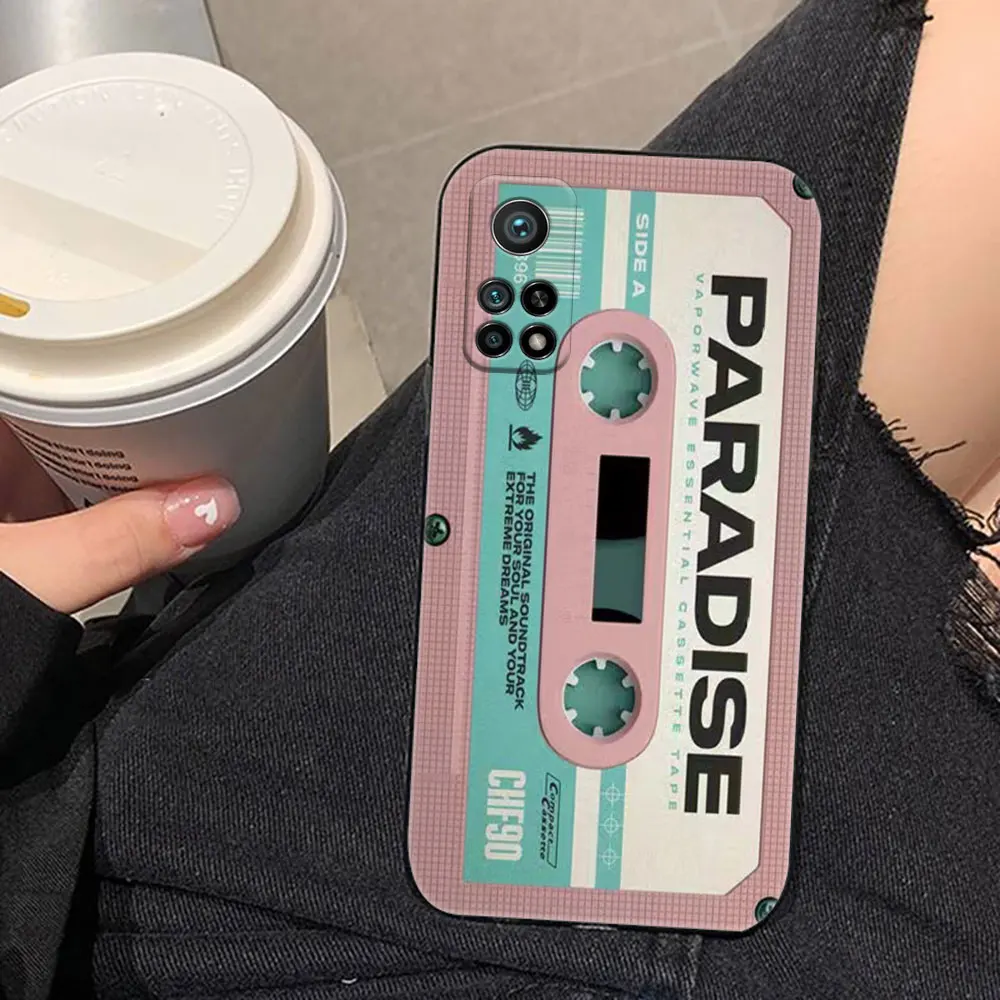 SIDE A
PARADISE
VAPORWAVE ESSENTIAL CASSETTE TAPE
THE ORIGINAL SOUNDTRACK
FOR YOUR SOUL AND YOUR
EXTREME DREAMS
CHF90
Compact
Cassette